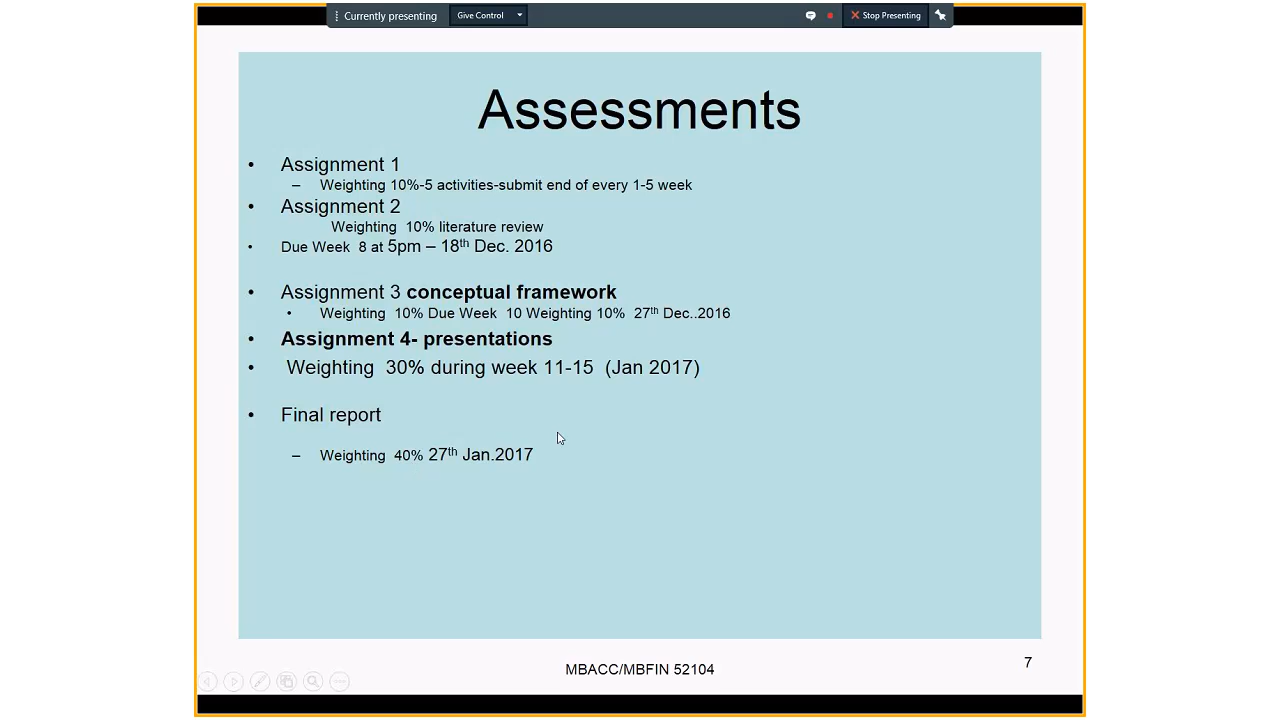 Currently presenting
Give Control
Stop Presenting
Assessments
• Assignment 1
– Weighting 10%-5 activities-submit end of every 1-5 week
• Assignment 2
Weighting 10% literature review
• Due Week 8 at 5pm – 18th Dec. 2016
• Assignment 3 conceptual framework
• Weighting 10% Due Week 10 Weighting 10% 27th Dec..2016
• Assignment 4- presentations
• Weighting 30% during week 11-15 (Jan 2017)
• Final report
– Weighting 40% 27th Jan.2017
MBACC/MBFIN 52104
7